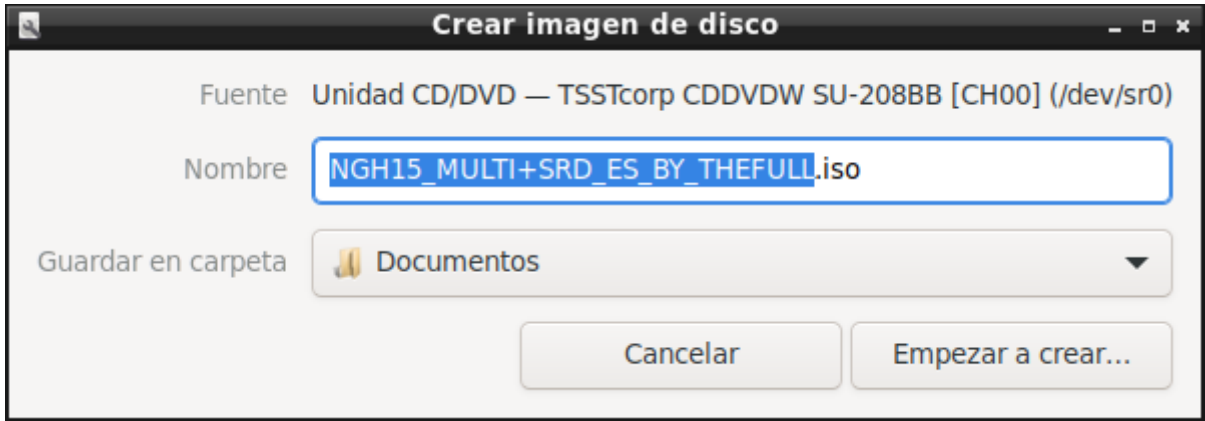 Crear imagen de disco
Fuente Unidad CD/DVD — TSSTcorp CDDVDW SU-208BB [CH00] (/dev/sr0)
Nombre NGH15_MULTI+SRD_ES_BY_THEFULL.iso
Guardar en carpeta Documentos
Cancelar Empezar a crear...